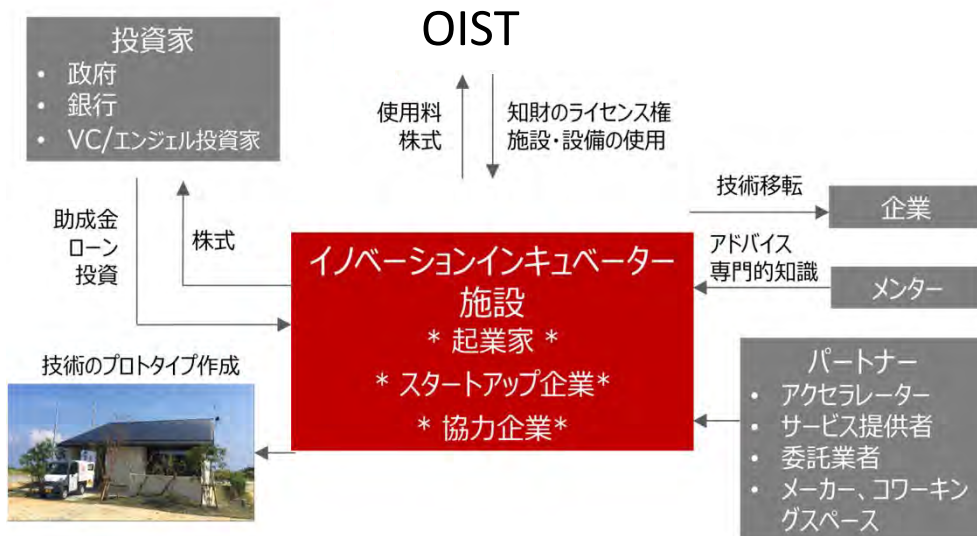 OIST
投資家
• 政府
• 銀行
• VC/エンジェル投資家
使用料
株式
知財のライセンス権
施設・設備の使用
助成金
ローン
投資
株式
技術移転
企業
アドバイス
専門的知識
メンター
イノベーションインキュベーター
施設
* 起業家 *
* スタートアップ企業*
* 協力企業*
技術のプロトタイプ作成
パートナー
• アクセラレーター
• サービス提供者
• 委託業者
• メーカー、コワーキン
グスペース